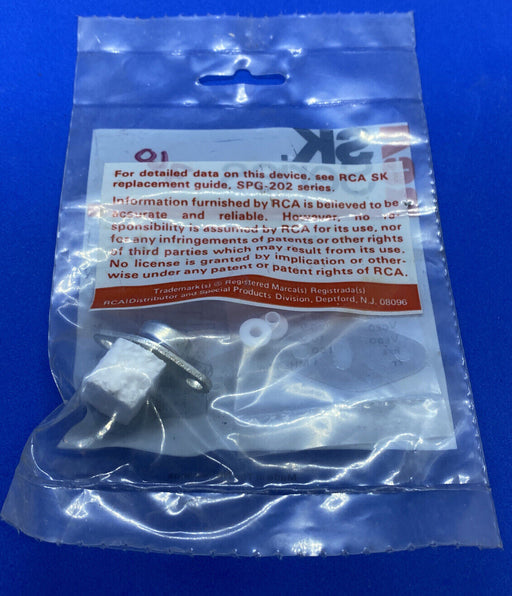 SK
10
For detailed data on this device, see RCA SK
replacement guide, SPG-202 series.
Information furnished by RCA is believed to be
accurate and reliable. However, no re-
sponsibility is assumed by RCA for its use, nor
for any infringements of patents or other rights
of third parties which may result from its use.
No license is granted by implication or other-
wise under any patent or patent rights of RCA.
Trademark(s) ® Registered Marca(s) Registrada(s)
RCA|Distributor and Special Products Division, Deptford, N.J. 08096